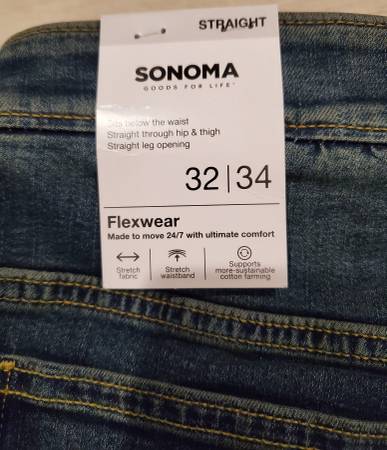 STRAIGHT
SONOMA
GOODS FOR LIFE
Sits below the waist
Straight through hip & thigh
Straight leg opening
32|34
Flexwear
Made to move 24/7 with ultimate comfort
Stretch
fabric
Stretch
waistband
Supports
more-sustainable
cotton farming